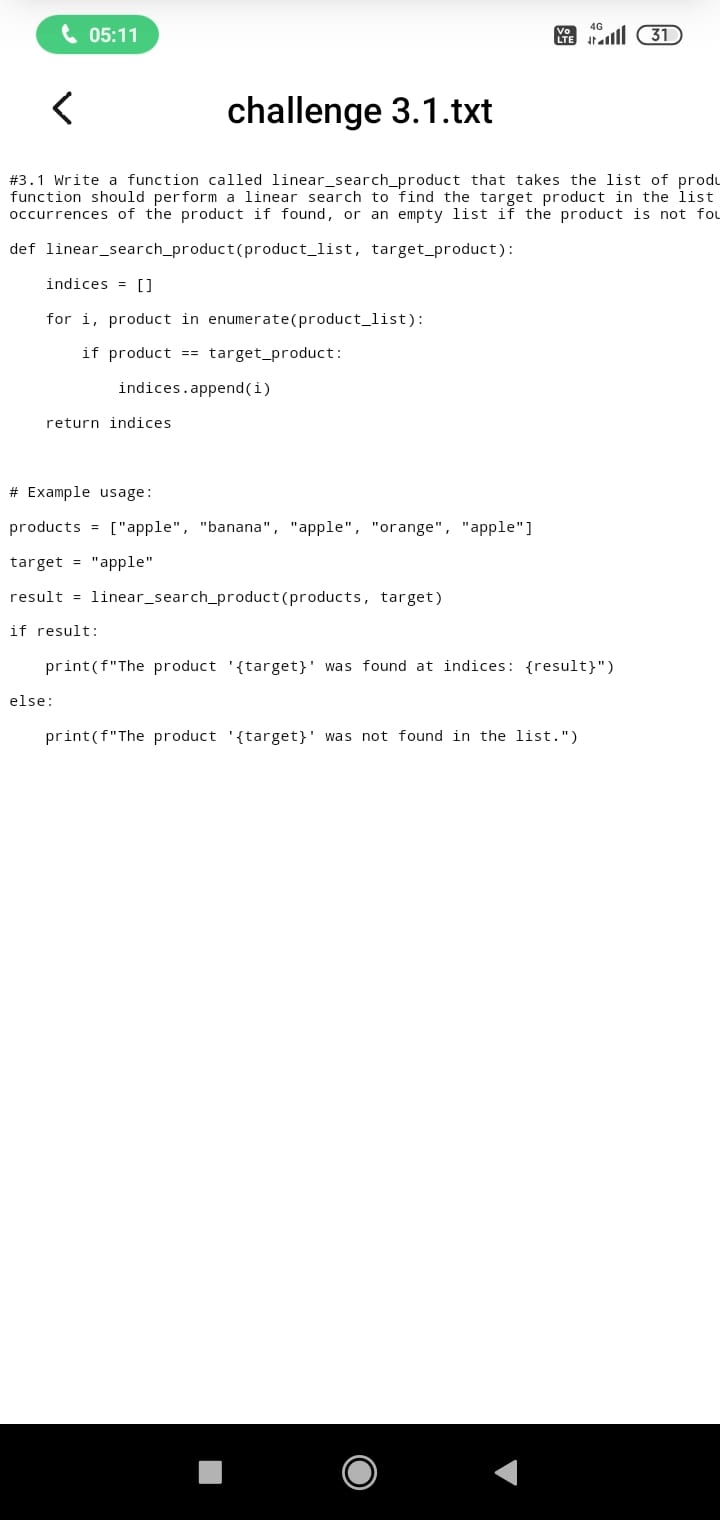 05:11
Vo LTE 4G 31
challenge 3.1.txt
#3.1 Write a function called linear_search_product that takes the list of produ
function should perform a linear search to find the target product in the list
occurrences of the product if found, or an empty list if the product is not fou
def linear_search_product(product_list, target_product):
    indices = []
    for i, product in enumerate(product_list):
        if product == target_product:
            indices.append(i)
    return indices
# Example usage:
products = ["apple", "banana", "apple", "orange", "apple"]
target = "apple"
result = linear_search_product(products, target)
if result:
    print(f"The product '{target}' was found at indices: {result}")
else:
    print(f"The product '{target}' was not found in the list.")